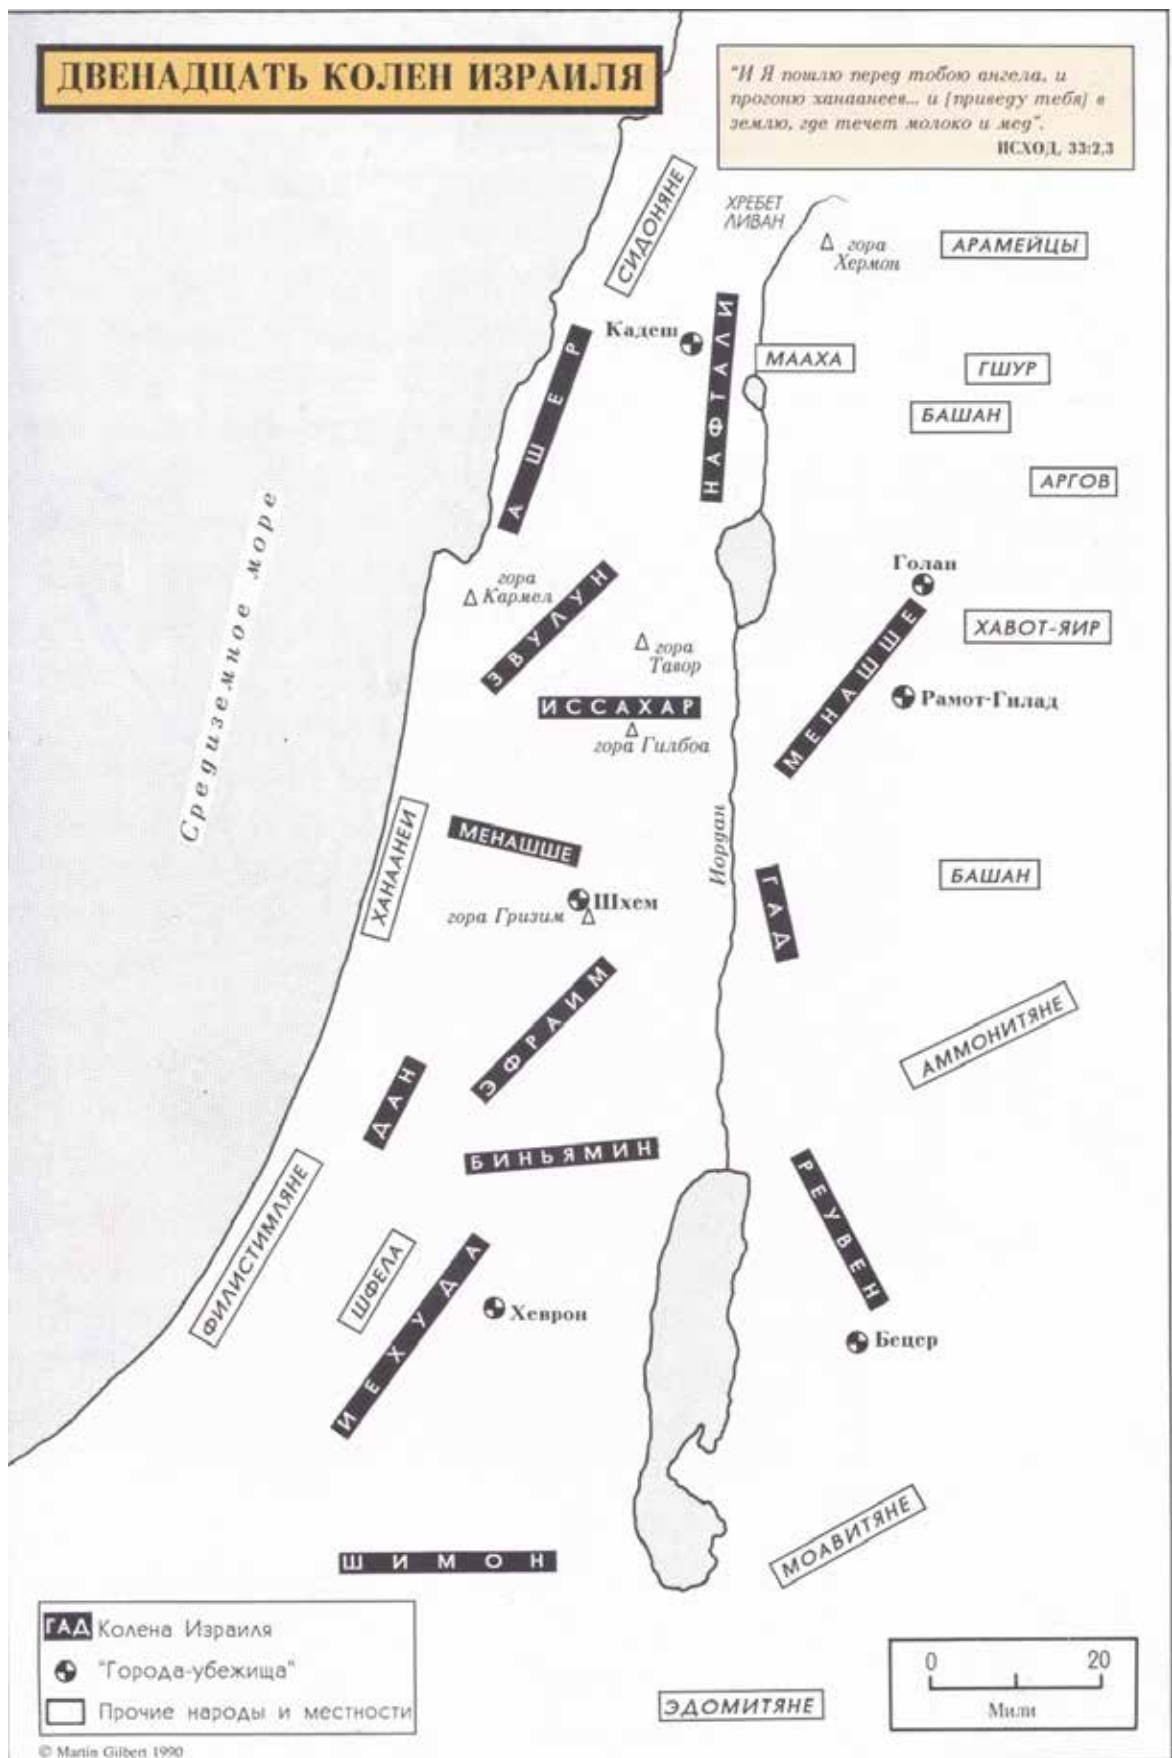 ДВЕНАДЦАТЬ КОЛЕН ИЗРАИЛЯ
"И Я пошлю перед тобою ангела, и
прогоню ханаанеев... и [приведу тебя] в
землю, где течет молоко и мед".
ИСХОД, 33:2,3
СИДОНЯНЕ
ХРЕБЕТ
ЛИВАН
гора
Хермон
АРАМЕЙЦЫ
Кадеш
НАФТАЛИ
АШЕР
МААХА
ГШУР
БАШАН
АРГОВ
Средиземное море
Голан
гора
Кармел
ЗВУЛУН
гора
Тавор
МЕНАШШЕ
ХАВОТ-ЯИР
ИССАХАР
Рамот-Гилад
гора Гилбоа
ХАНААНЕИ
МЕНАШШЕ
Иордан
ГАД
БАШАН
Шхем
гора Гризим
ЭФРАИМ
АММОНИТЯНЕ
ДАН
БИНЬЯМИН
РЕУВЕН
ФИЛИСТИМЛЯНЕ
ШФЕЛА
ИЕХУДА
Хеврон
Бецер
МОАВИТЯНЕ
ШИМОН
ГАД Колена Израиля
"Города-убежища"
Прочие народы и местности
ЭДОМИТЯНЕ
0 20
Мили
© Martin Gilbert 1990